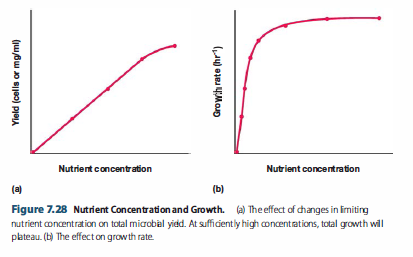 Yield (cells or mg/ml)
Growth rate (hr⁻¹)
Nutrient concentration
Nutrient concentration
(a)
(b)
Figure 7.28 Nutrient Concentration and Growth. (a) The effect of changes in limiting
nutrient concentration on total microbial yield. At sufficiently high concentrations, total growth will
plateau. (b) The effect on growth rate.